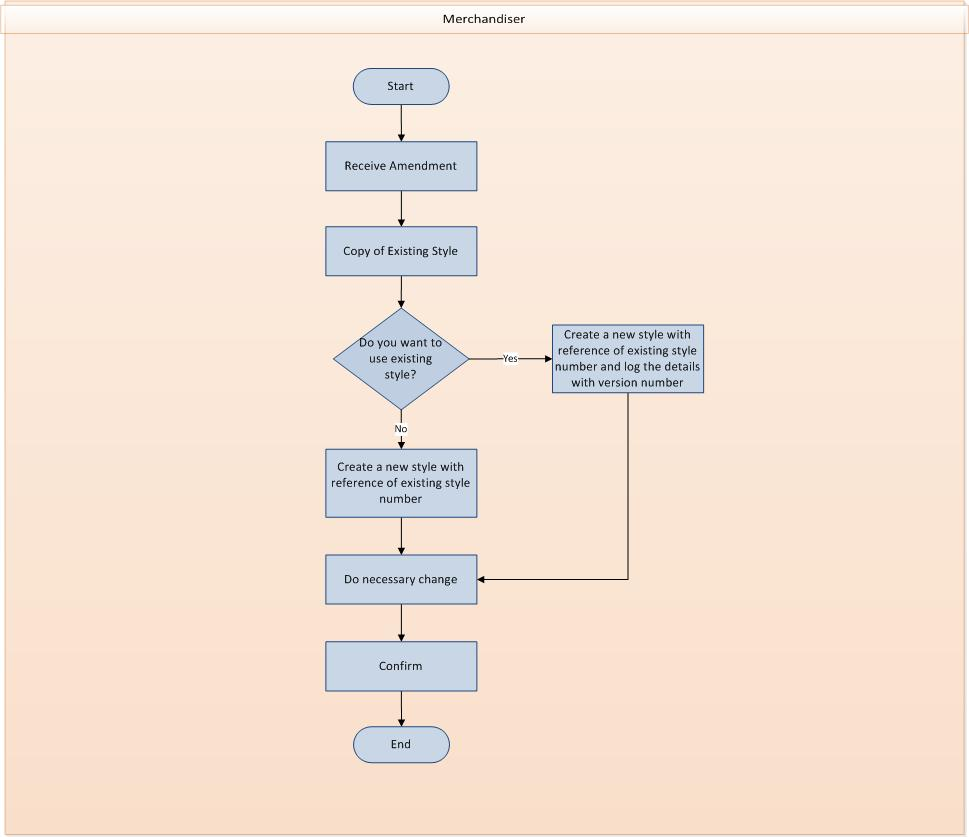 Merchandiser
Start
Receive Amendment
Copy of Existing Style
Do you want to
use existing
style?
Yes
Create a new style with
reference of existing style
number and log the details
with version number
No
Create a new style with
reference of existing style
number
Do necessary change
Confirm
End